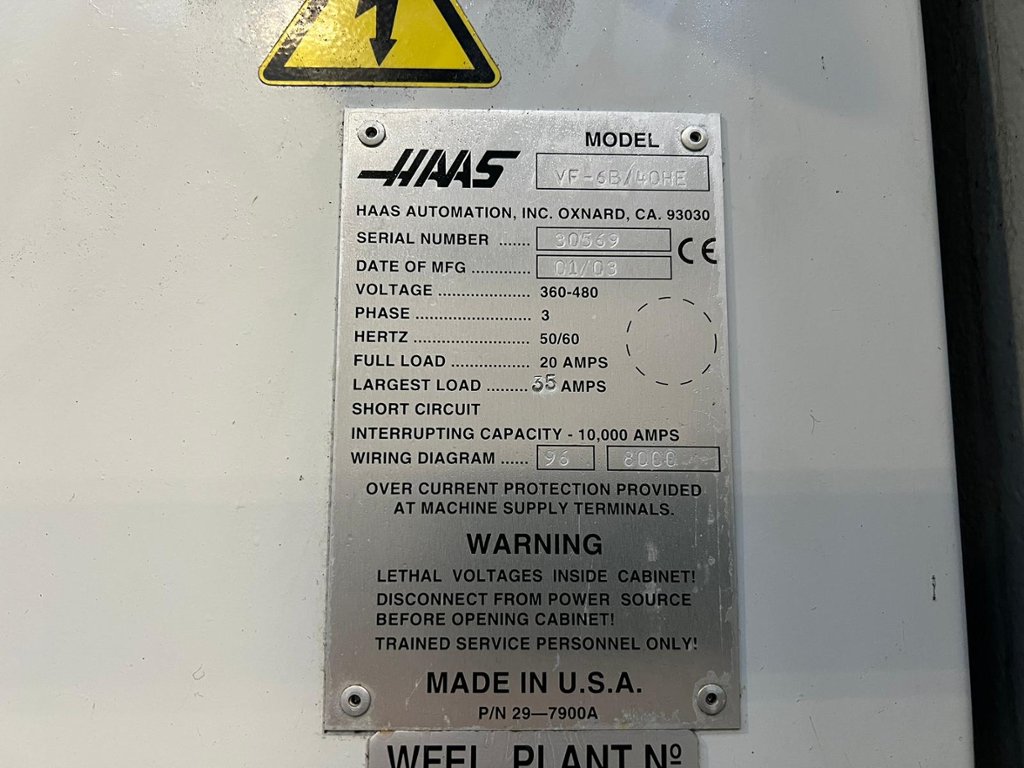 MODEL
HAAS
VF-6B/40HE
HAAS AUTOMATION, INC. OXNARD, CA. 93030
SERIAL NUMBER ....... 30569
CE
DATE OF MFG ............. 01/03
VOLTAGE .................... 360-480
PHASE ......................... 3
HERTZ ......................... 50/60
FULL LOAD ................. 20 AMPS
LARGEST LOAD ......... 35 AMPS
SHORT CIRCUIT
INTERRUPTING CAPACITY - 10,000 AMPS
WIRING DIAGRAM ...... 96 8000
OVER CURRENT PROTECTION PROVIDED
AT MACHINE SUPPLY TERMINALS.
WARNING
LETHAL VOLTAGES INSIDE CABINET!
DISCONNECT FROM POWER SOURCE
BEFORE OPENING CABINET!
TRAINED SERVICE PERSONNEL ONLY!
MADE IN U.S.A.
P/N 29—7900A
WEEL PLANT Nº